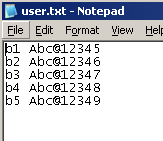 user.txt - Notepad
File Edit Format View Help
b1 Abc@12345
b2 Abc@12346
b3 Abc@12347
b4 Abc@12348
b5 Abc@12349